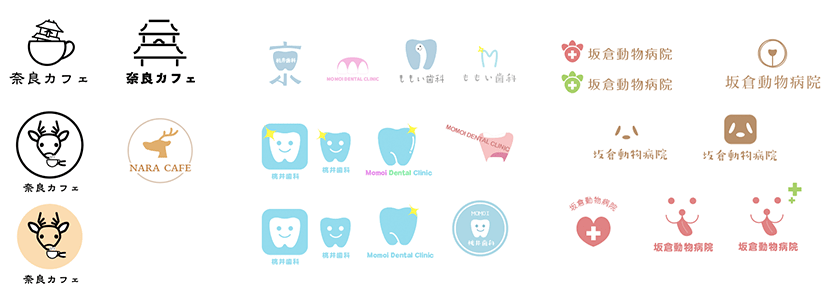 奈良カフェ
奈良カフェ
奈良カフェ
NARA CAFE
奈良カフェ
桃井歯科
MOMOI DENTAL CLINIC
ももい歯科
ももい歯科
桃井歯科
桃井歯科
Momoi Dental Clinic
MOMOI DENTAL CLINIC
桃井歯科
桃井歯科
Momoi Dental Clinic
MOMOI
桃井歯科
坂倉動物病院
坂倉動物病院
坂倉動物病院
坂倉動物病院
坂倉動物病院
坂倉動物病院
坂倉動物病院
坂倉動物病院